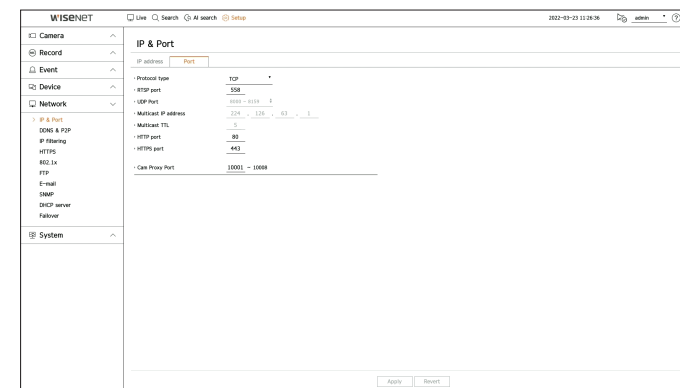 WISENET
Live Search AI search Setup 2022-03-23 11:26:36 admin
Camera
Record
Event
Device
Network
IP & Port
DDNS & P2P
IP filtering
HTTPS
802.1x
FTP
E-mail
SNMP
DHCP server
Failover
System
IP & Port
IP address Port
Protocol type TCP
RTSP port 558
UDP Port
Multicast IP address 224 . 126 . 63 . 1
Multicast TTL 5
HTTP port 80
HTTPS port 443
Cam Proxy Port 10001 - 10008
Apply Revert